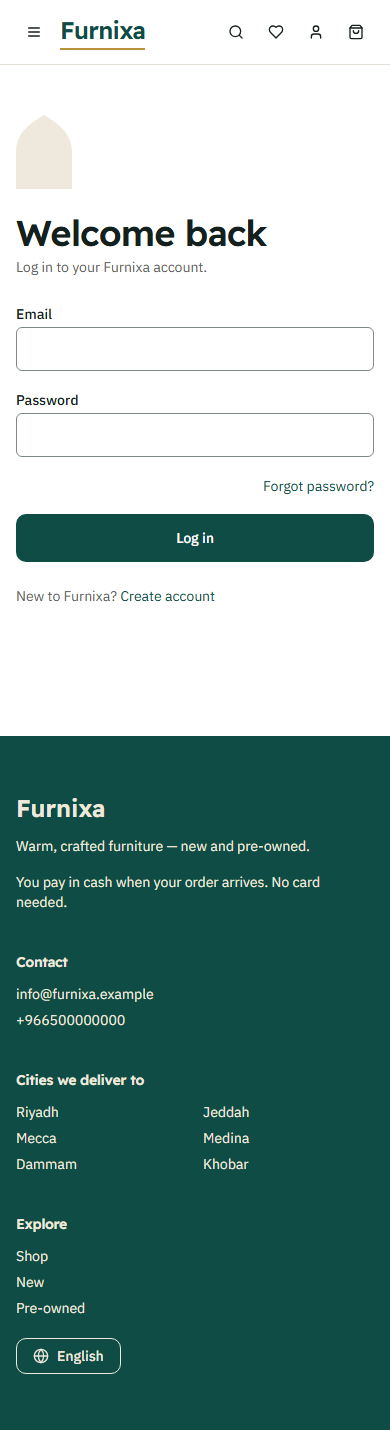 Furnixa
Welcome back
Log in to your Furnixa account.
Email
Password
Forgot password?
Log in
New to Furnixa? Create account
Furnixa
Warm, crafted furniture — new and pre-owned.
You pay in cash when your order arrives. No card
needed.
Contact
info@furnixa.example
+966500000000
Cities we deliver to
Riyadh
Jeddah
Mecca
Medina
Dammam
Khobar
Explore
Shop
New
Pre-owned
English